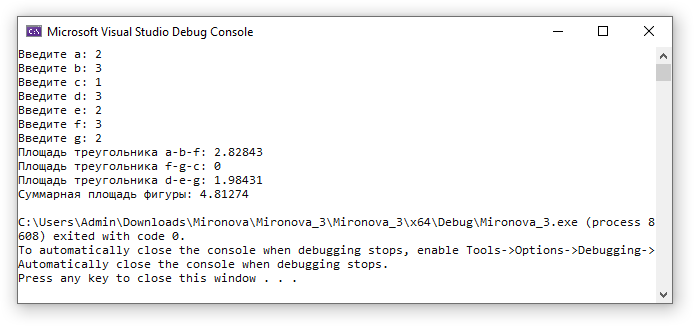 Microsoft Visual Studio Debug Console
Введите a: 2
Введите b: 3
Введите c: 1
Введите d: 3
Введите e: 2
Введите f: 3
Введите g: 2
Площадь треугольника a-b-f: 2.82843
Площадь треугольника f-g-c: 0
Площадь треугольника d-e-g: 1.98431
Суммарная площадь фигуры: 4.81274
C:\Users\Admin\Downloads\Mironova\Mironova_3\Mironova_3\x64\Debug\Mironova_3.exe (process 8
608) exited with code 0.
To automatically close the console when debugging stops, enable Tools->Options->Debugging->
Automatically close the console when debugging stops.
Press any key to close this window . . .